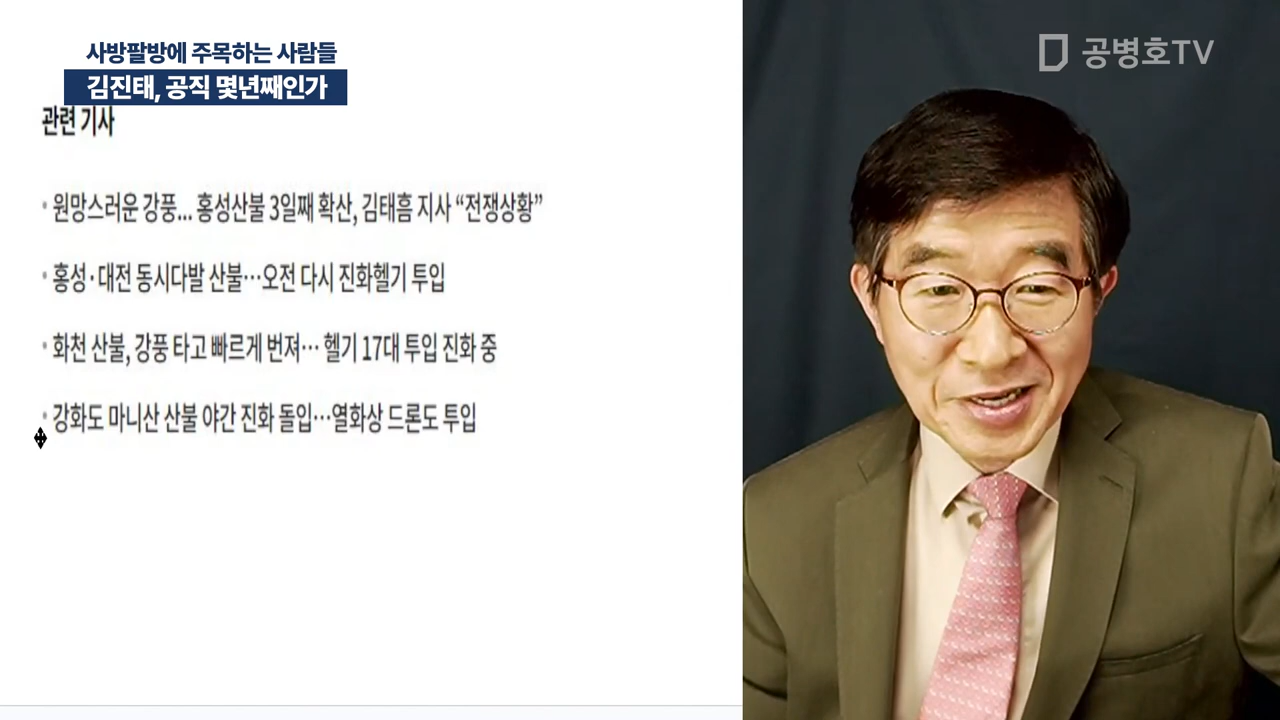 사방팔방에 주목하는 사람들
김진태, 공직 몇년째인가
공병호TV
관련 기사
• 원망스러운 강풍... 홍성산불 3일째 확산, 김태흠 지사 “전쟁상황”
• 홍성·대전 동시다발 산불…오전 다시 진화헬기 투입
• 화천 산불, 강풍 타고 빠르게 번져… 헬기 17대 투입 진화 중
• 강화도 마니산 산불 야간 진화 돌입…열화상 드론도 투입